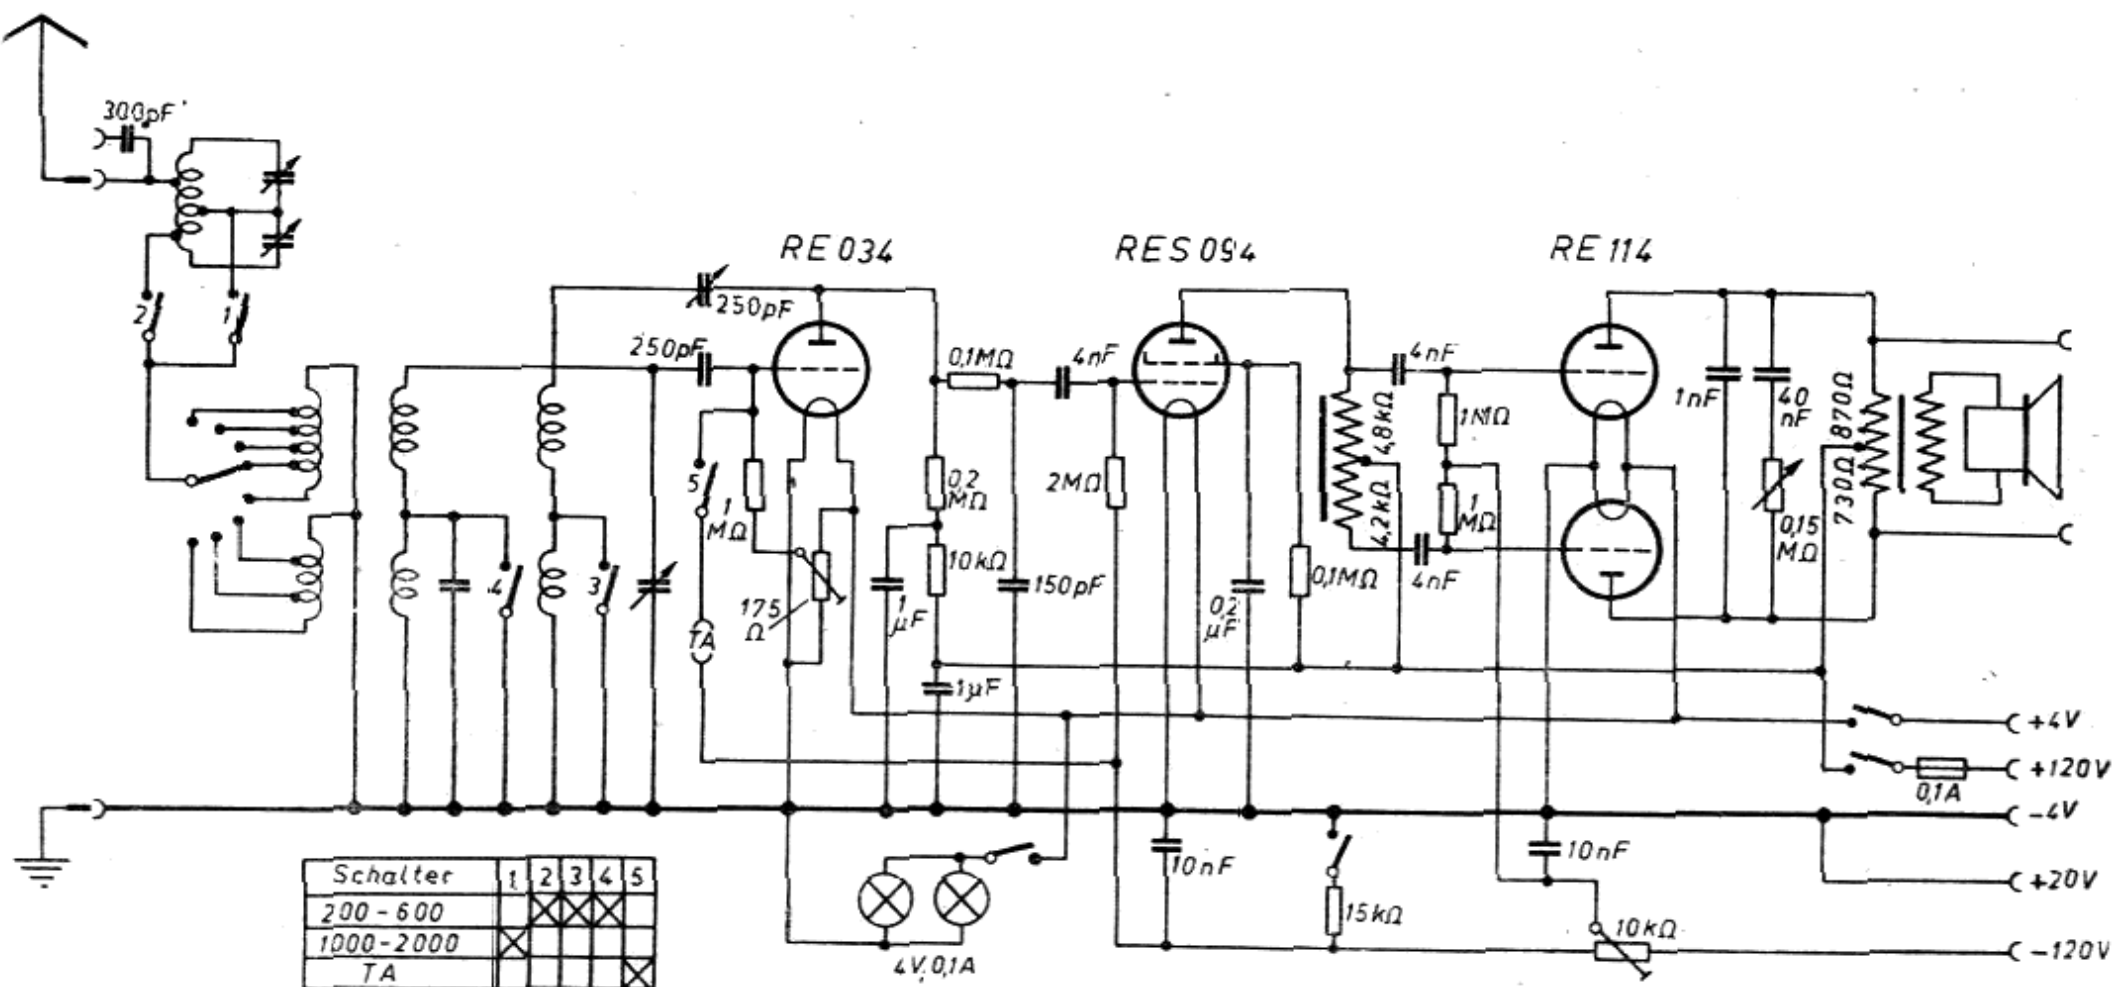 300pF
RE 034
RES 094
RE 114
2
1
250pF
250pF
0,1MΩ
4nF
4nF
1nF
40
nF
870Ω
730Ω
4,8kΩ
4,2kΩ
1MΩ
5
1
MΩ
0,2
MΩ
2MΩ
1
MΩ
0,15
MΩ
4
3
10kΩ
150pF
0,1MΩ
4nF
175
Ω
1
µF
0,2
µF
TA
1µF
+4V
+120V
0,1A
-4V
10nF
10nF
+20V
15kΩ
10kΩ
-120V
4V, 0,1A
Schalter 1 2 3 4 5
200-600
1000-2000
TA